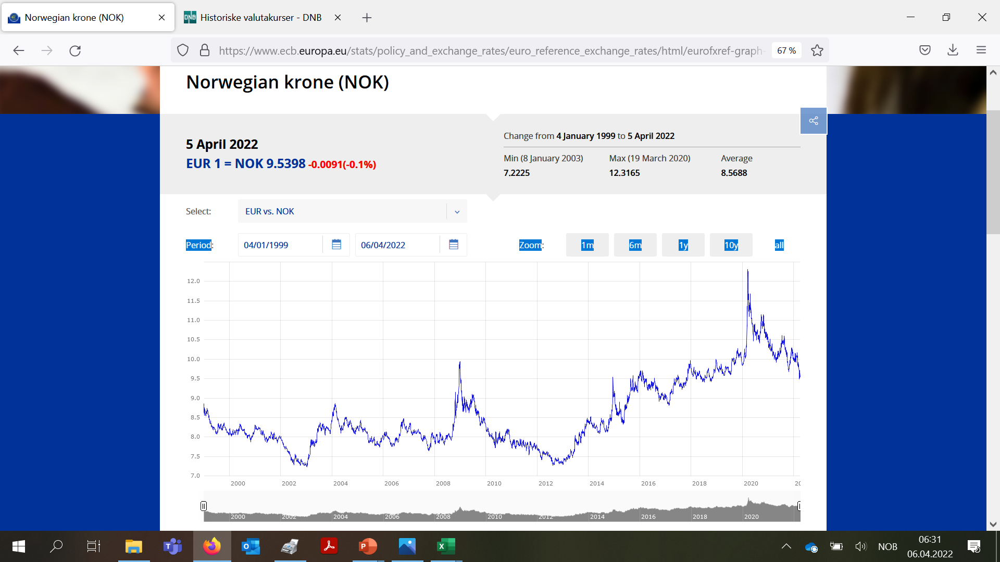 Norwegian krone (NOK)
DNB Historiske valutakurser - DNB
https://www.ecb.europa.eu/stats/policy_and_exchange_rates/euro_reference_exchange_rates/html/eurofxref-graph-
67 %
Norwegian krone (NOK)
5 April 2022
EUR 1 = NOK 9.5398 -0.0091(-0.1%)
Change from 4 January 1999 to 5 April 2022
Min (8 January 2003) Max (19 March 2020) Average
7.2225 12.3165 8.5688
Select: EUR vs. NOK
Period: 04/01/1999 06/04/2022 Zoom: 1m 6m 1y 10y all
12.0
11.5
11.0
10.5
10.0
9.5
9.0
8.5
8.0
7.5
7.0
2000 2002 2004 2006 2008 2010 2012 2014 2016 2018 2020 20
2000 2002 2004 2006 2008 2010 2012 2014 2016 2018 2020
NOB
06:31
06.04.2022